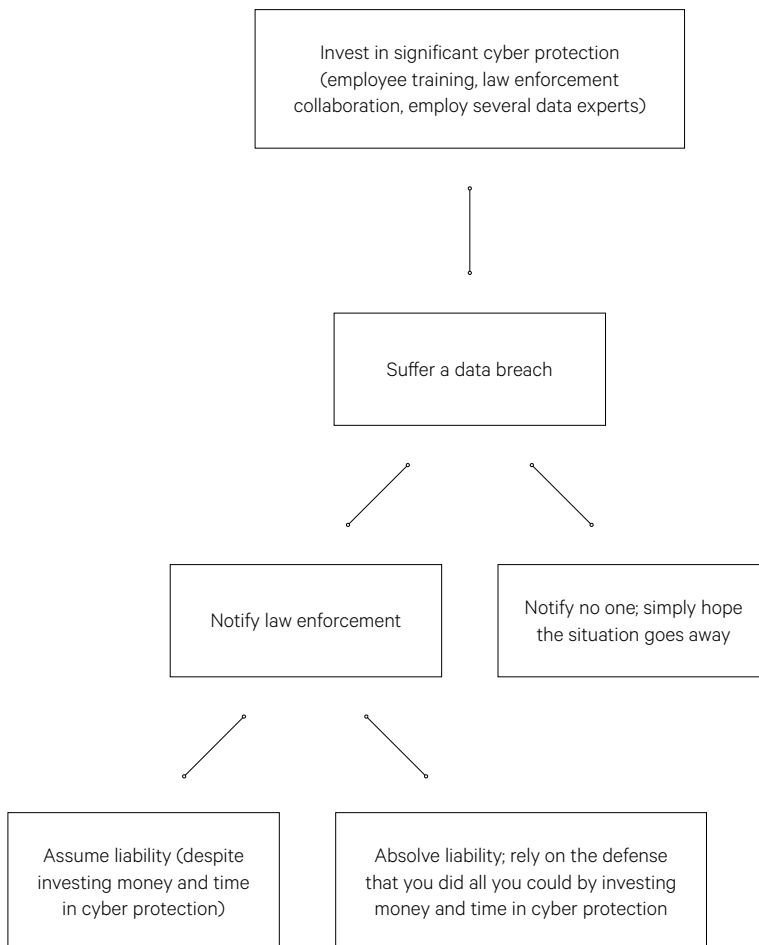 Invest in significant cyber protection
(employee training, law enforcement
collaboration, employ several data experts)
Suffer a data breach
Notify law enforcement
Notify no one; simply hope
the situation goes away
Assume liability (despite
investing money and time
in cyber protection)
Absolve liability; rely on the defense
that you did all you could by investing
money and time in cyber protection